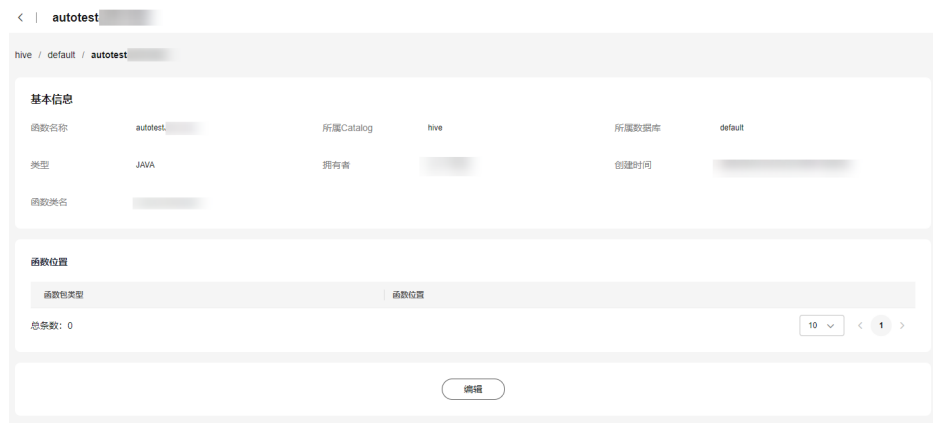 autotest
hive / default / autotest
基本信息
函数名称 autotest. 所属Catalog hive 所属数据库 default
类型 JAVA 拥有者 创建时间
函数类名
函数位置
函数包类型 函数位置
总条数：0 10 1
编辑